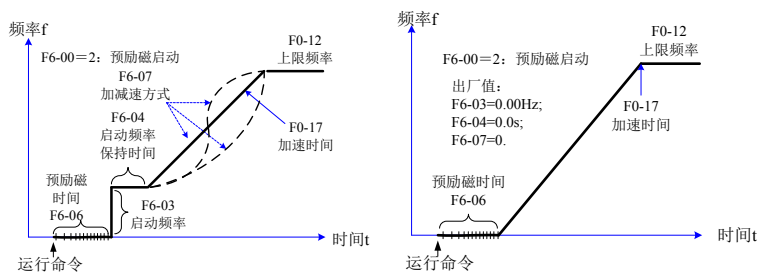 频率f
F6-00=2：预励磁启动
F6-07
加减速方式
F6-04
启动频率
保持时间
F0-12
上限频率
F0-17
加速时间
预励磁
时间
F6-06
F6-03
启动频率
时间t
运行命令
频率f
F6-00=2：预励磁启动
出厂值：
F6-03=0.00Hz;
F6-04=0.0s;
F6-07=0.
F0-12
上限频率
F0-17
加速时间
预励磁时间
F6-06
时间t
运行命令